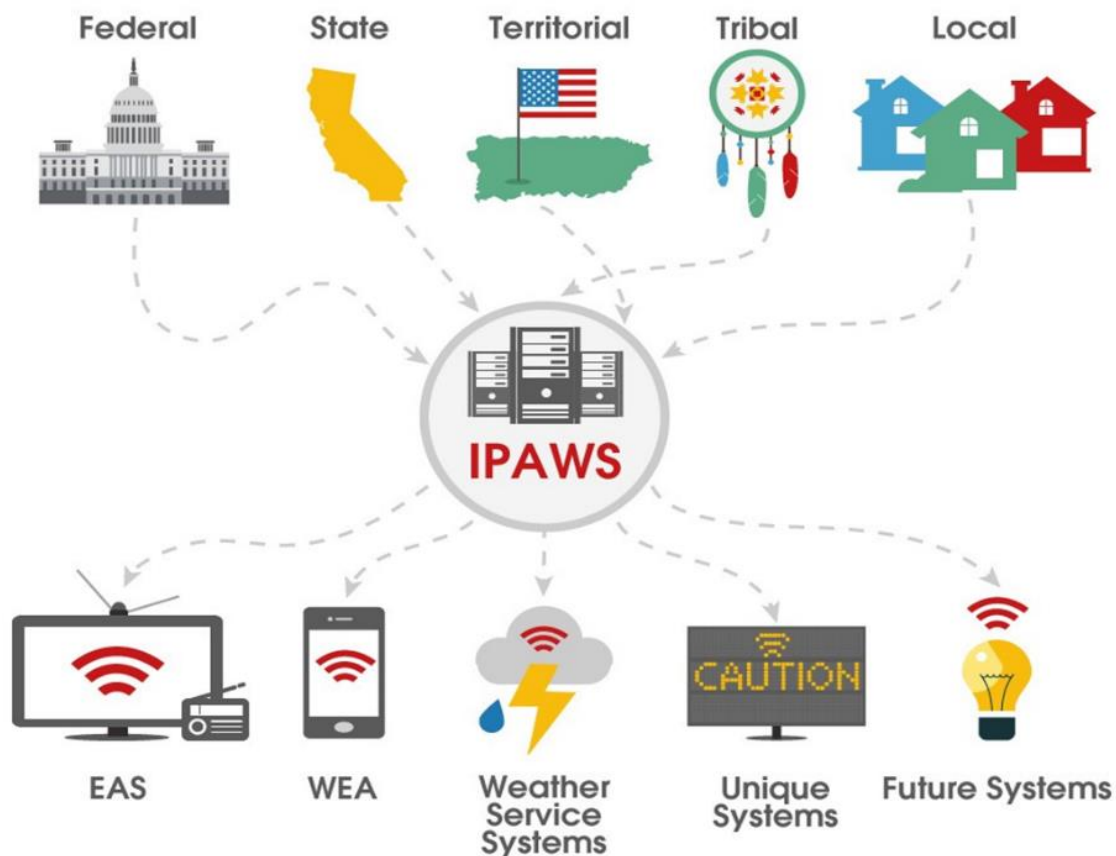 Federal
State
Territorial
Tribal
Local
IPAWS
CAUTION
EAS
WEA
Weather
Service
Systems
Unique
Systems
Future Systems